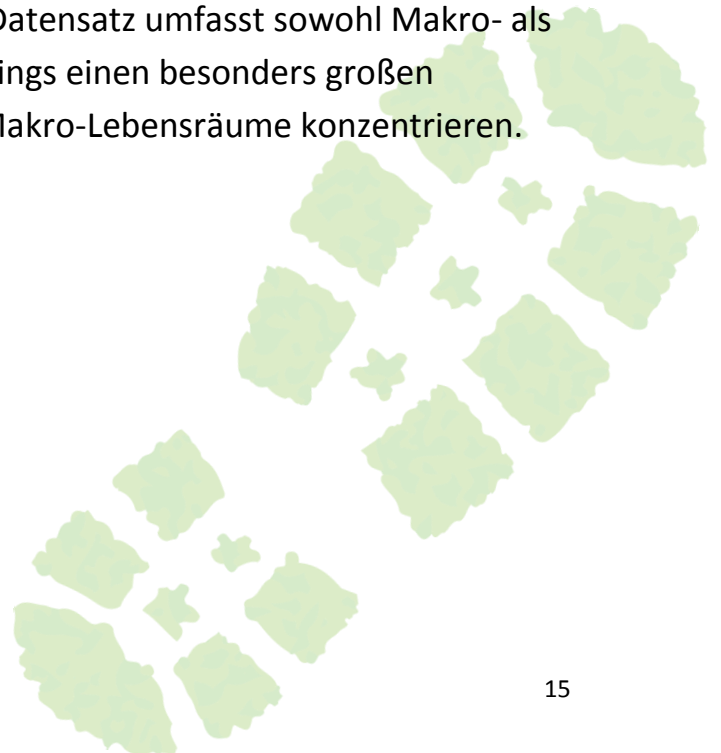 Datensatz umfasst sowohl Makro- als
ings einen besonders großen
Makro-Lebensräume konzentrieren.
15